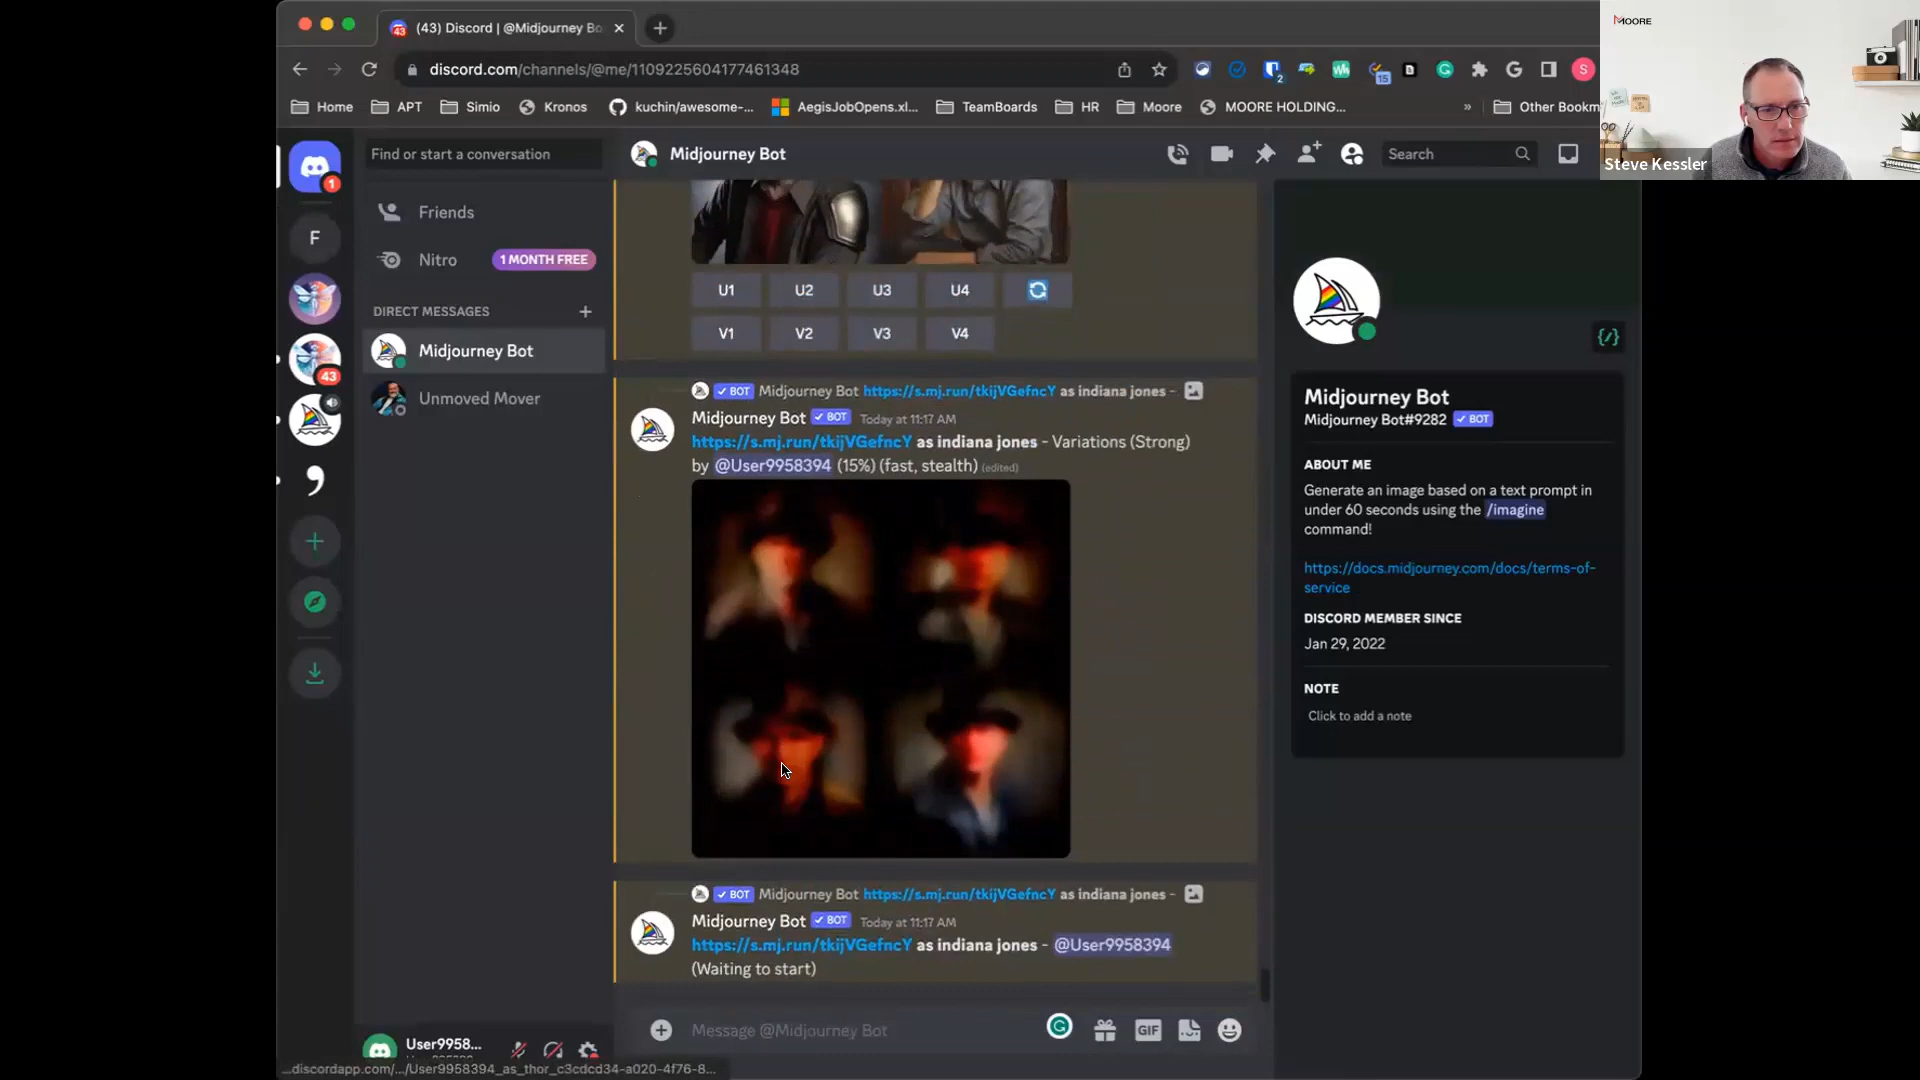 (43) Discord | @Midjourney Bo
discord.com/channels/@me/1109225604177461348
2
15
S
Home
APT
Simio
Kronos
kuchin/awesome-...
AegisJobOpens.xl...
TeamBoards
HR
Moore
MOORE HOLDING...
»
Other Bookm
MOORE
Steve Kessler
Find or start a conversation
Midjourney Bot
Search
1
F
43
Friends
Nitro
1 MONTH FREE
DIRECT MESSAGES
Midjourney Bot
Unmoved Mover
U1 U2 U3 U4
V1 V2 V3 V4
BOT Midjourney Bot https://s.mj.run/tkijVGefncY as indiana jones -
Midjourney Bot BOT Today at 11:17 AM
https://s.mj.run/tkijVGefncY as indiana jones - Variations (Strong)
by @User9958394 (15%) (fast, stealth) (edited)
BOT Midjourney Bot https://s.mj.run/tkijVGefncY as indiana jones -
Midjourney Bot BOT Today at 11:17 AM
https://s.mj.run/tkijVGefncY as indiana jones - @User9958394
(Waiting to start)
Message @Midjourney Bot
GIF
Midjourney Bot
Midjourney Bot#9282 BOT
ABOUT ME
Generate an image based on a text prompt in
under 60 seconds using the /imagine
command!
https://docs.midjourney.com/docs/terms-of-
service
DISCORD MEMBER SINCE
Jan 29, 2022
NOTE
Click to add a note
User9958...
...discordapp.com/.../User9958394_as_thor_c3cdcd34-a020-4f76-8...